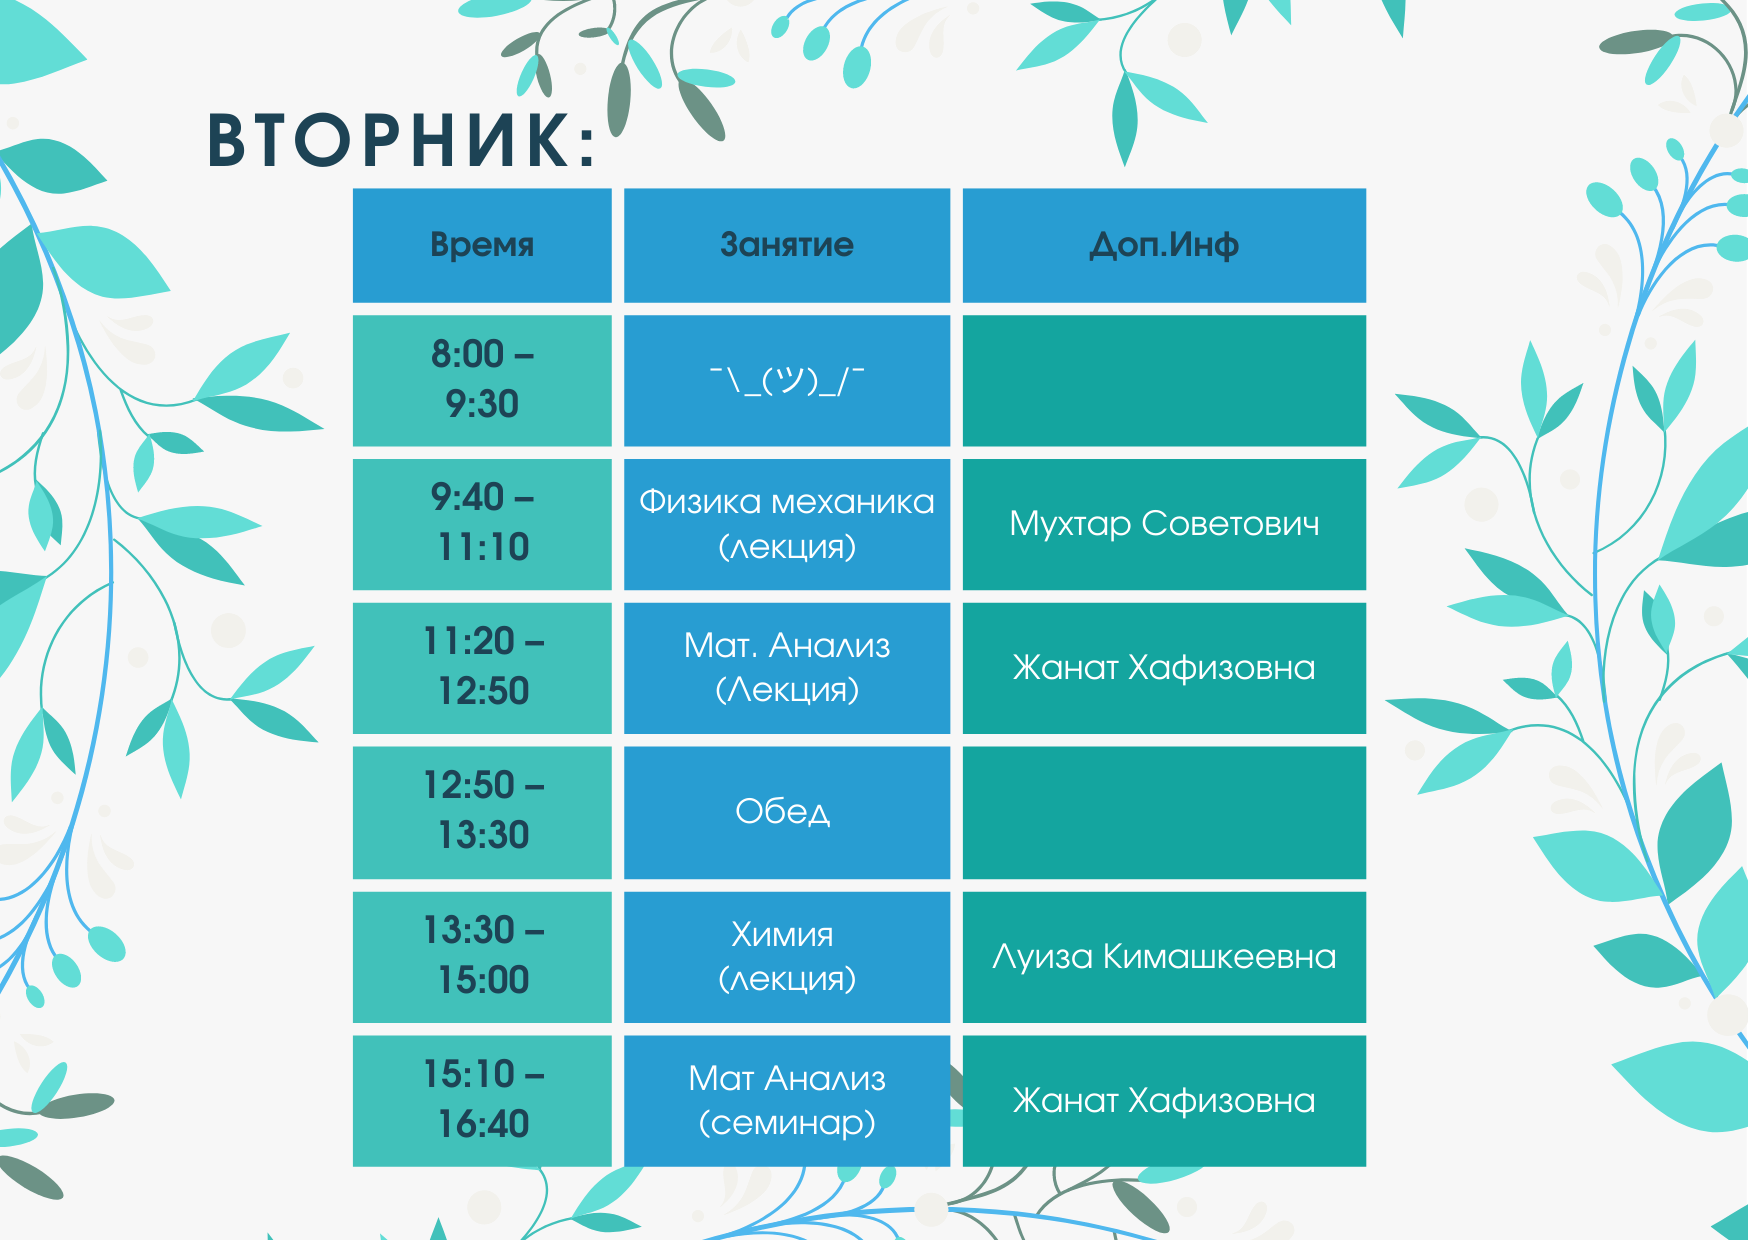 ВТОРНИК:
Время
Занятие
Доп.Инф
8:00 –
9:30
¯\_(ツ)_/¯
9:40 –
11:10
Физика механика
(лекция)
Мухтар Советович
11:20 –
12:50
Мат. Анализ
(Лекция)
Жанат Хафизовна
12:50 –
13:30
Обед
13:30 –
15:00
Химия
(лекция)
Луиза Кимашкеевна
15:10 –
16:40
Мат Анализ
(семинар)
Жанат Хафизовна